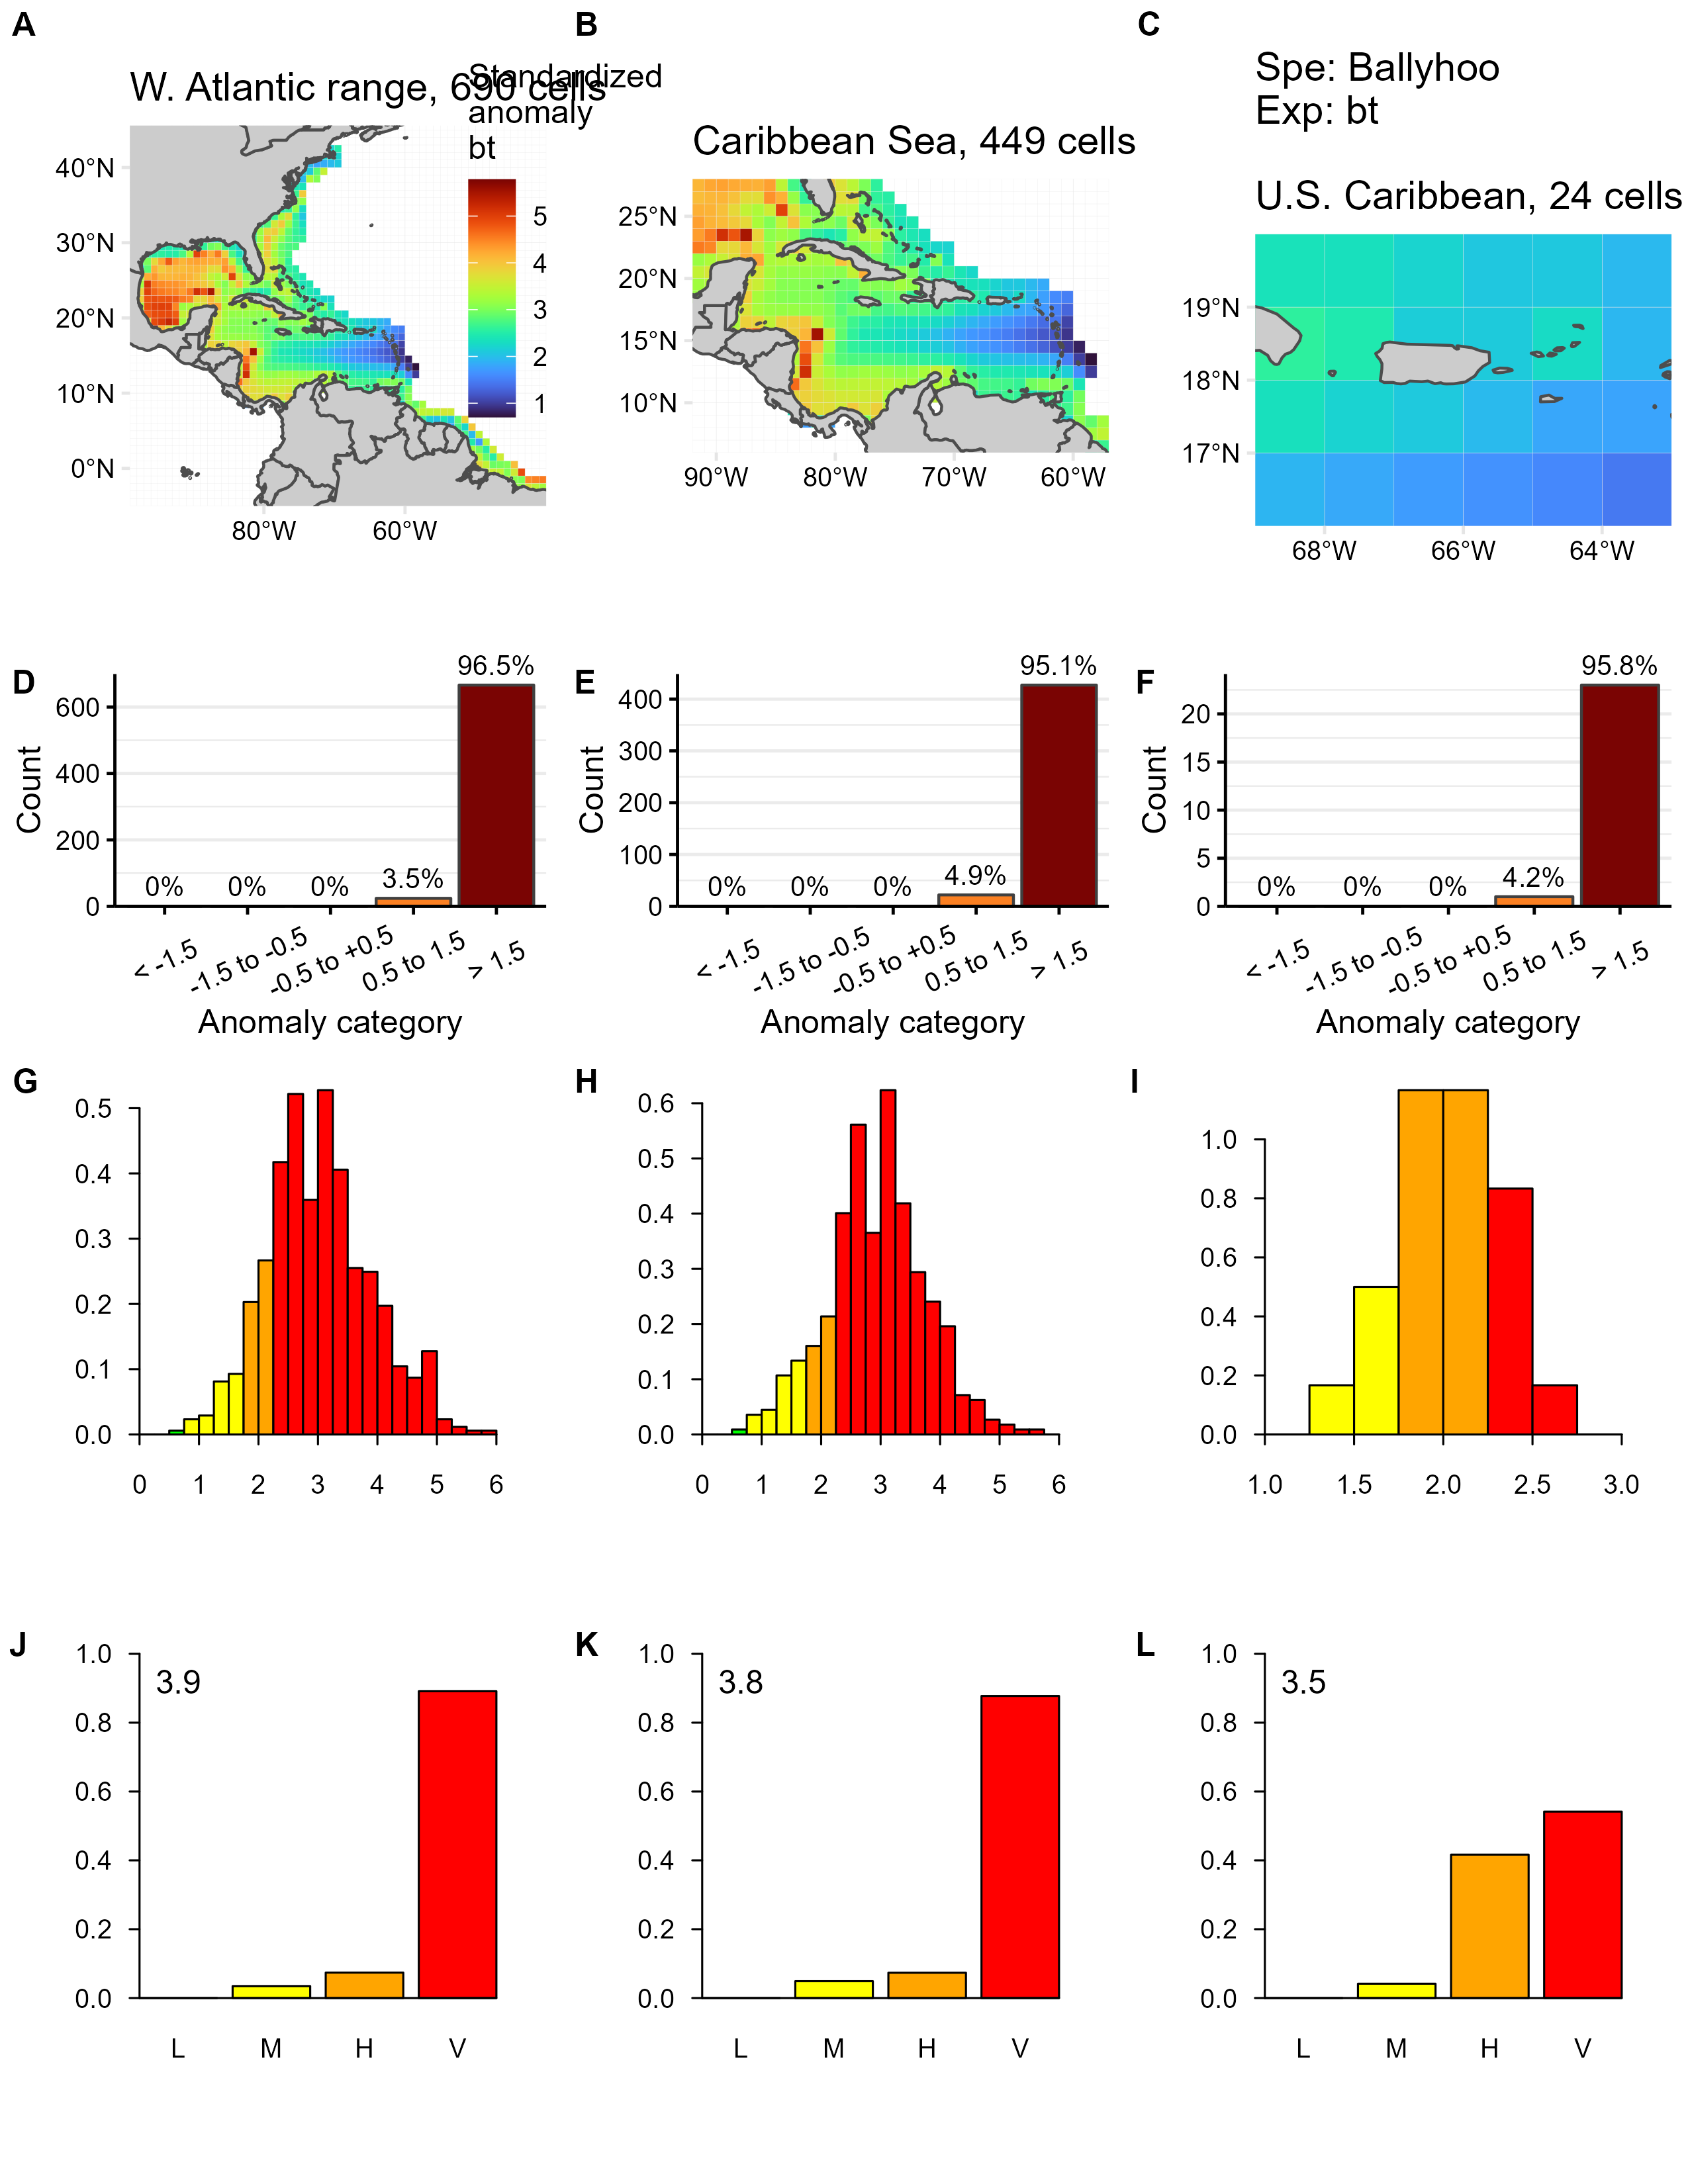 A
B
C
W. Atlantic range, 690 cells
Standardized
anomaly
bt
5
4
3
2
1
40°N
30°N
20°N
10°N
0°N
80°W
60°W
Caribbean Sea, 449 cells
25°N
20°N
15°N
10°N
90°W
80°W
70°W
60°W
Spe: Ballyhoo
Exp: bt
U.S. Caribbean, 24 cells
19°N
18°N
17°N
68°W
66°W
64°W
D
Count
600
400
200
0
0%
0%
0%
3.5%
96.5%
< -1.5
-1.5 to -0.5
-0.5 to +0.5
0.5 to 1.5
> 1.5
Anomaly category
E
Count
400
300
200
100
0
0%
0%
0%
4.9%
95.1%
< -1.5
-1.5 to -0.5
-0.5 to +0.5
0.5 to 1.5
> 1.5
Anomaly category
F
Count
20
15
10
5
0
0%
0%
0%
4.2%
95.8%
< -1.5
-1.5 to -0.5
-0.5 to +0.5
0.5 to 1.5
> 1.5
Anomaly category
G
0.5
0.4
0.3
0.2
0.1
0.0
0
1
2
3
4
5
6
H
0.6
0.5
0.4
0.3
0.2
0.1
0.0
0
1
2
3
4
5
6
I
1.0
0.8
0.6
0.4
0.2
0.0
1.0
1.5
2.0
2.5
3.0
J
3.9
1.0
0.8
0.6
0.4
0.2
0.0
L
M
H
V
K
3.8
1.0
0.8
0.6
0.4
0.2
0.0
L
M
H
V
L
3.5
1.0
0.8
0.6
0.4
0.2
0.0
L
M
H
V